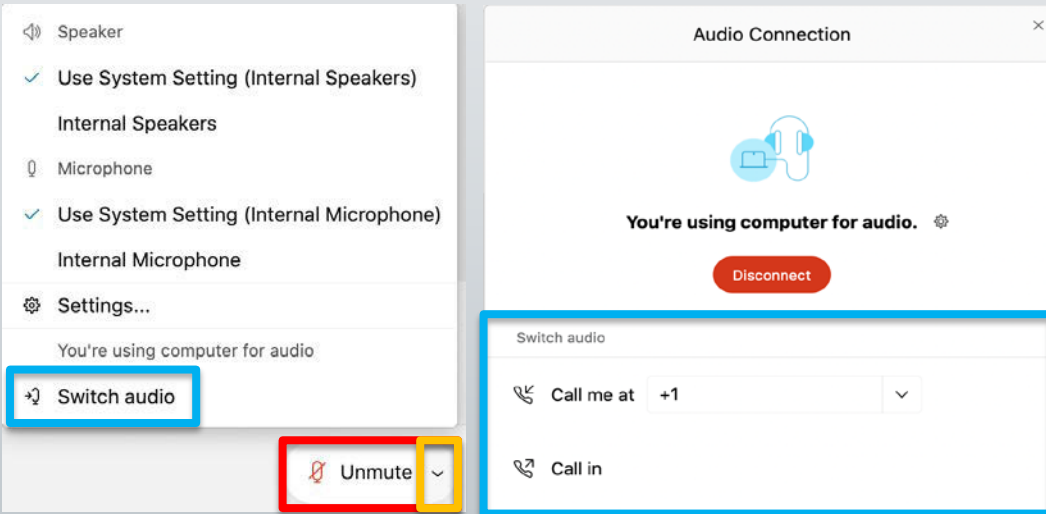 Speaker
Use System Setting (Internal Speakers)
Internal Speakers
Microphone
Use System Setting (Internal Microphone)
Internal Microphone
Settings...
You're using computer for audio
Switch audio
Unmute
Audio Connection
You're using computer for audio.
Disconnect
Switch audio
Call me at +1
Call in